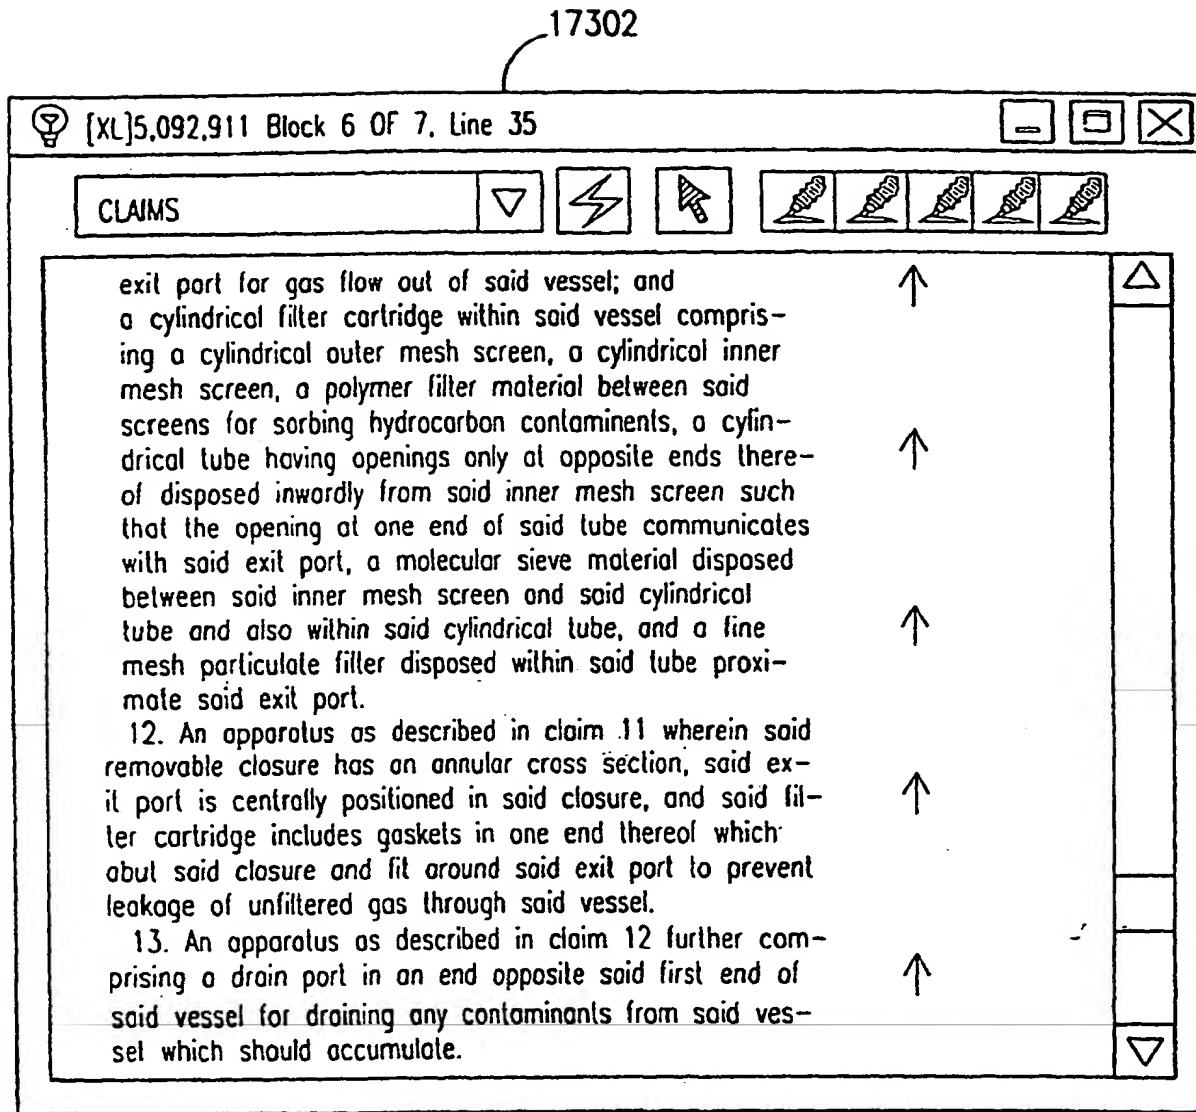 17302
[XL]5,092,911 Block 6 OF 7, Line 35
CLAIMS
exit port for gas flow out of said vessel; and
a cylindrical filter cartridge within said vessel compris-
ing a cylindrical outer mesh screen, a cylindrical inner
mesh screen, a polymer filter material between said
screens for sorbing hydrocarbon contaminents, a cylin-
drical tube having openings only at opposite ends there-
of disposed inwardly from said inner mesh screen such
that the opening at one end of said tube communicates
with said exit port, a molecular sieve material disposed
between said inner mesh screen and said cylindrical
tube and also within said cylindrical tube, and a fine
mesh particulate filter disposed within said tube proxi-
mate said exit port.
12. An apparatus as described in claim 11 wherein said
removable closure has an annular cross section, said ex-
it port is centrally positioned in said closure, and said fil-
ter cartridge includes gaskets in one end thereof which
abut said closure and fit around said exit port to prevent
leakage of unfiltered gas through said vessel.
13. An apparatus as described in claim 12 further com-
prising a drain port in an end opposite said first end of
said vessel for draining any contaminants from said ves-
sel which should accumulate.